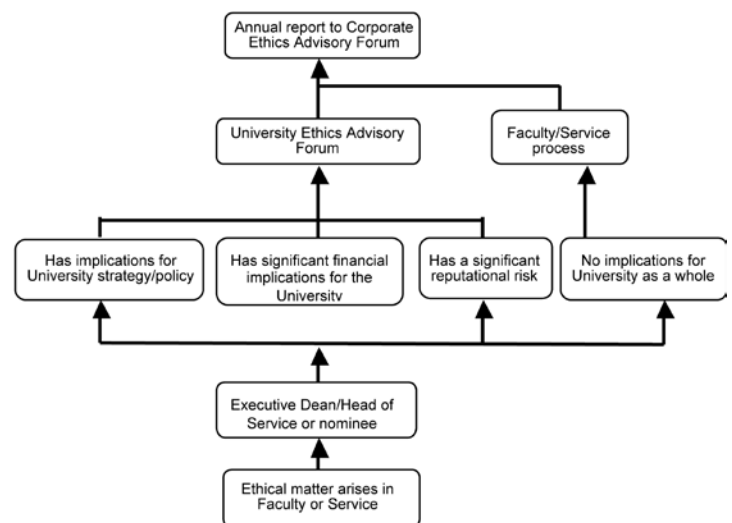 Annual report to Corporate
Ethics Advisory Forum
University Ethics Advisory
Forum
Faculty/Service
process
Has implications for
University strategy/policy
Has significant financial
implications for the
University
Has a significant
reputational risk
No implications for
University as a whole
Executive Dean/Head of
Service or nominee
Ethical matter arises in
Faculty or Service